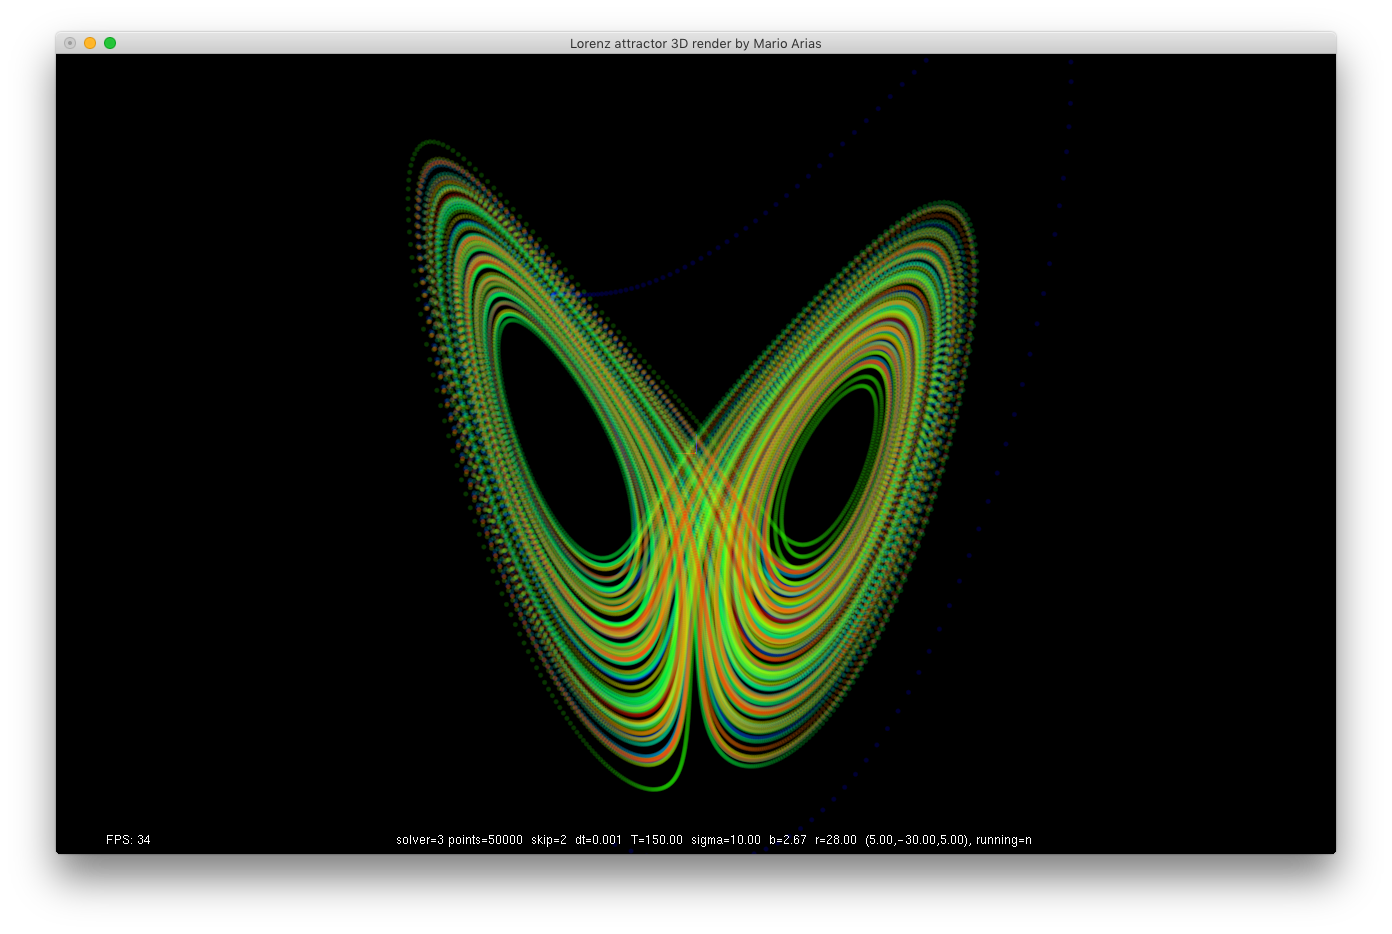 Lorenz attractor 3D render by Mario Arias
FPS: 34
solver=3 points=50000 skip=2 dt=0.001 T=150.00 sigma=10.00 b=2.67 r=28.00 (5.00,-30.00,5.00), running=n